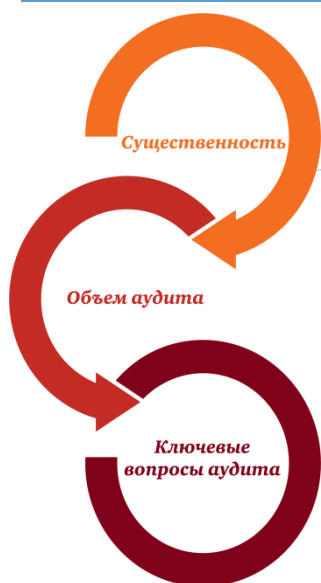 Существенность
Объем аудита
Ключевые
вопросы аудита